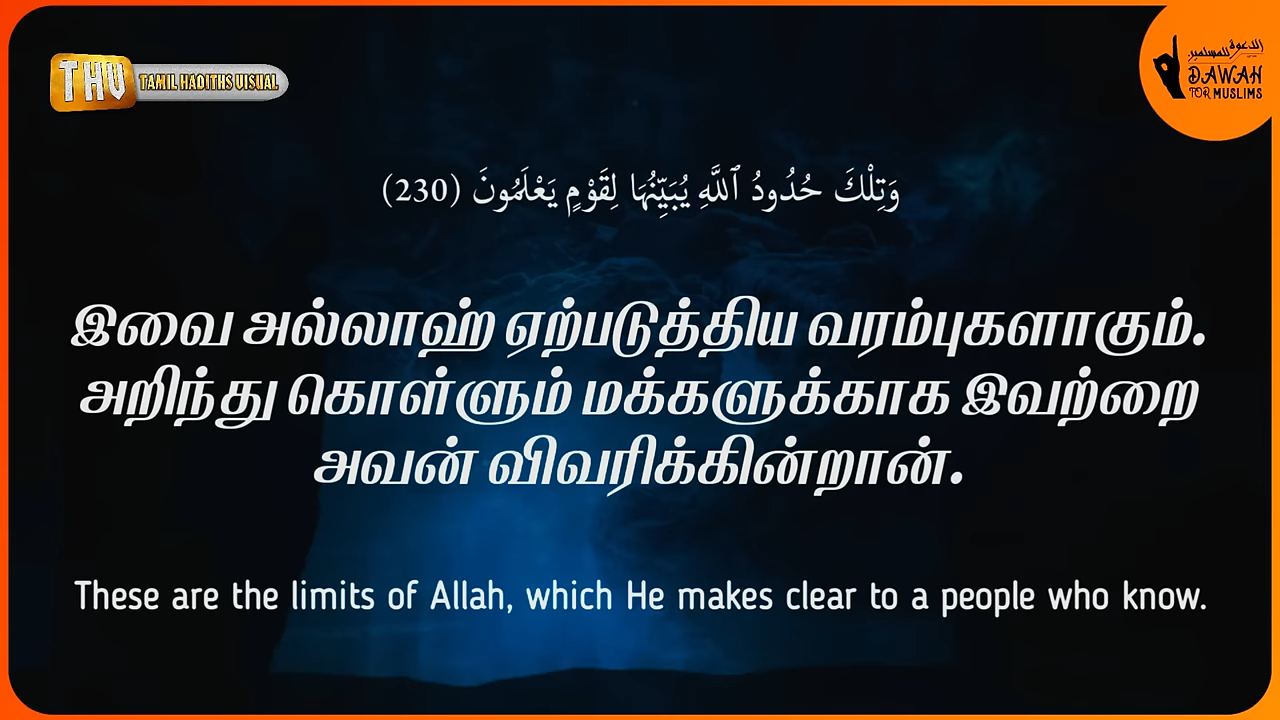 THV
TAMIL HADITHS VISUAL
الدعوة للمسلمين
DAWAH
FOR MUSLIMS
وَتِلْكَ حُدُودُ ٱللَّهِ يُبَيِّنُهَا لِقَوْمٍ يَعْلَمُونَ (230)
இவை அல்லாஹ் ஏற்படுத்திய வரம்புகளாகும்.
அறிந்து கொள்ளும் மக்களுக்காக இவற்றை
அவன் விவரிக்கின்றான்.
These are the limits of Allah, which He makes clear to a people who know.